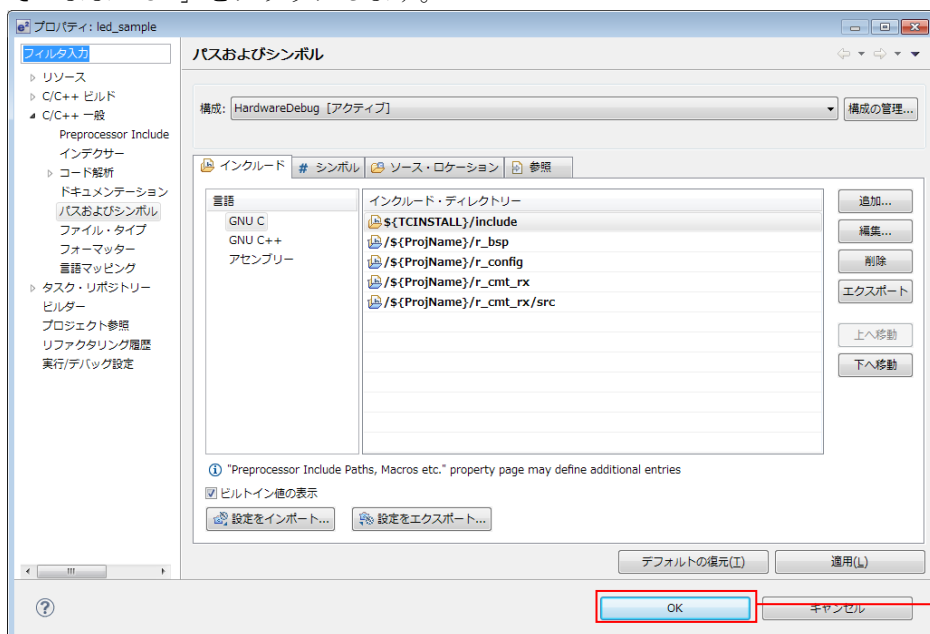 プロパティ: led_sample
フィルタ入力
パスおよびシンボル
リソース
C/C++ ビルド
C/C++ 一般
Preprocessor Include
インデクサー
コード解析
ドキュメンテーション
パスおよびシンボル
ファイル・タイプ
フォーマッター
言語マッピング
タスク・リポジトリー
ビルダー
プロジェクト参照
リファクタリング履歴
実行/デバッグ設定
構成: HardwareDebug [アクティブ]
構成の管理...
インクルード # シンボル ソース・ロケーション 参照
言語
GNU C
GNU C++
アセンブリー
インクルード・ディレクトリー
${TCINSTALL}/include
/${ProjName}/r_bsp
/${ProjName}/r_config
/${ProjName}/r_cmt_rx
/${ProjName}/r_cmt_rx/src
追加...
編集...
削除
エクスポート
上へ移動
下へ移動
"Preprocessor Include Paths, Macros etc." property page may define additional entries
ビルトイン値の表示
設定をインポート... 設定をエクスポート...
デフォルトの復元(T) 適用(L)
OK キャンセル